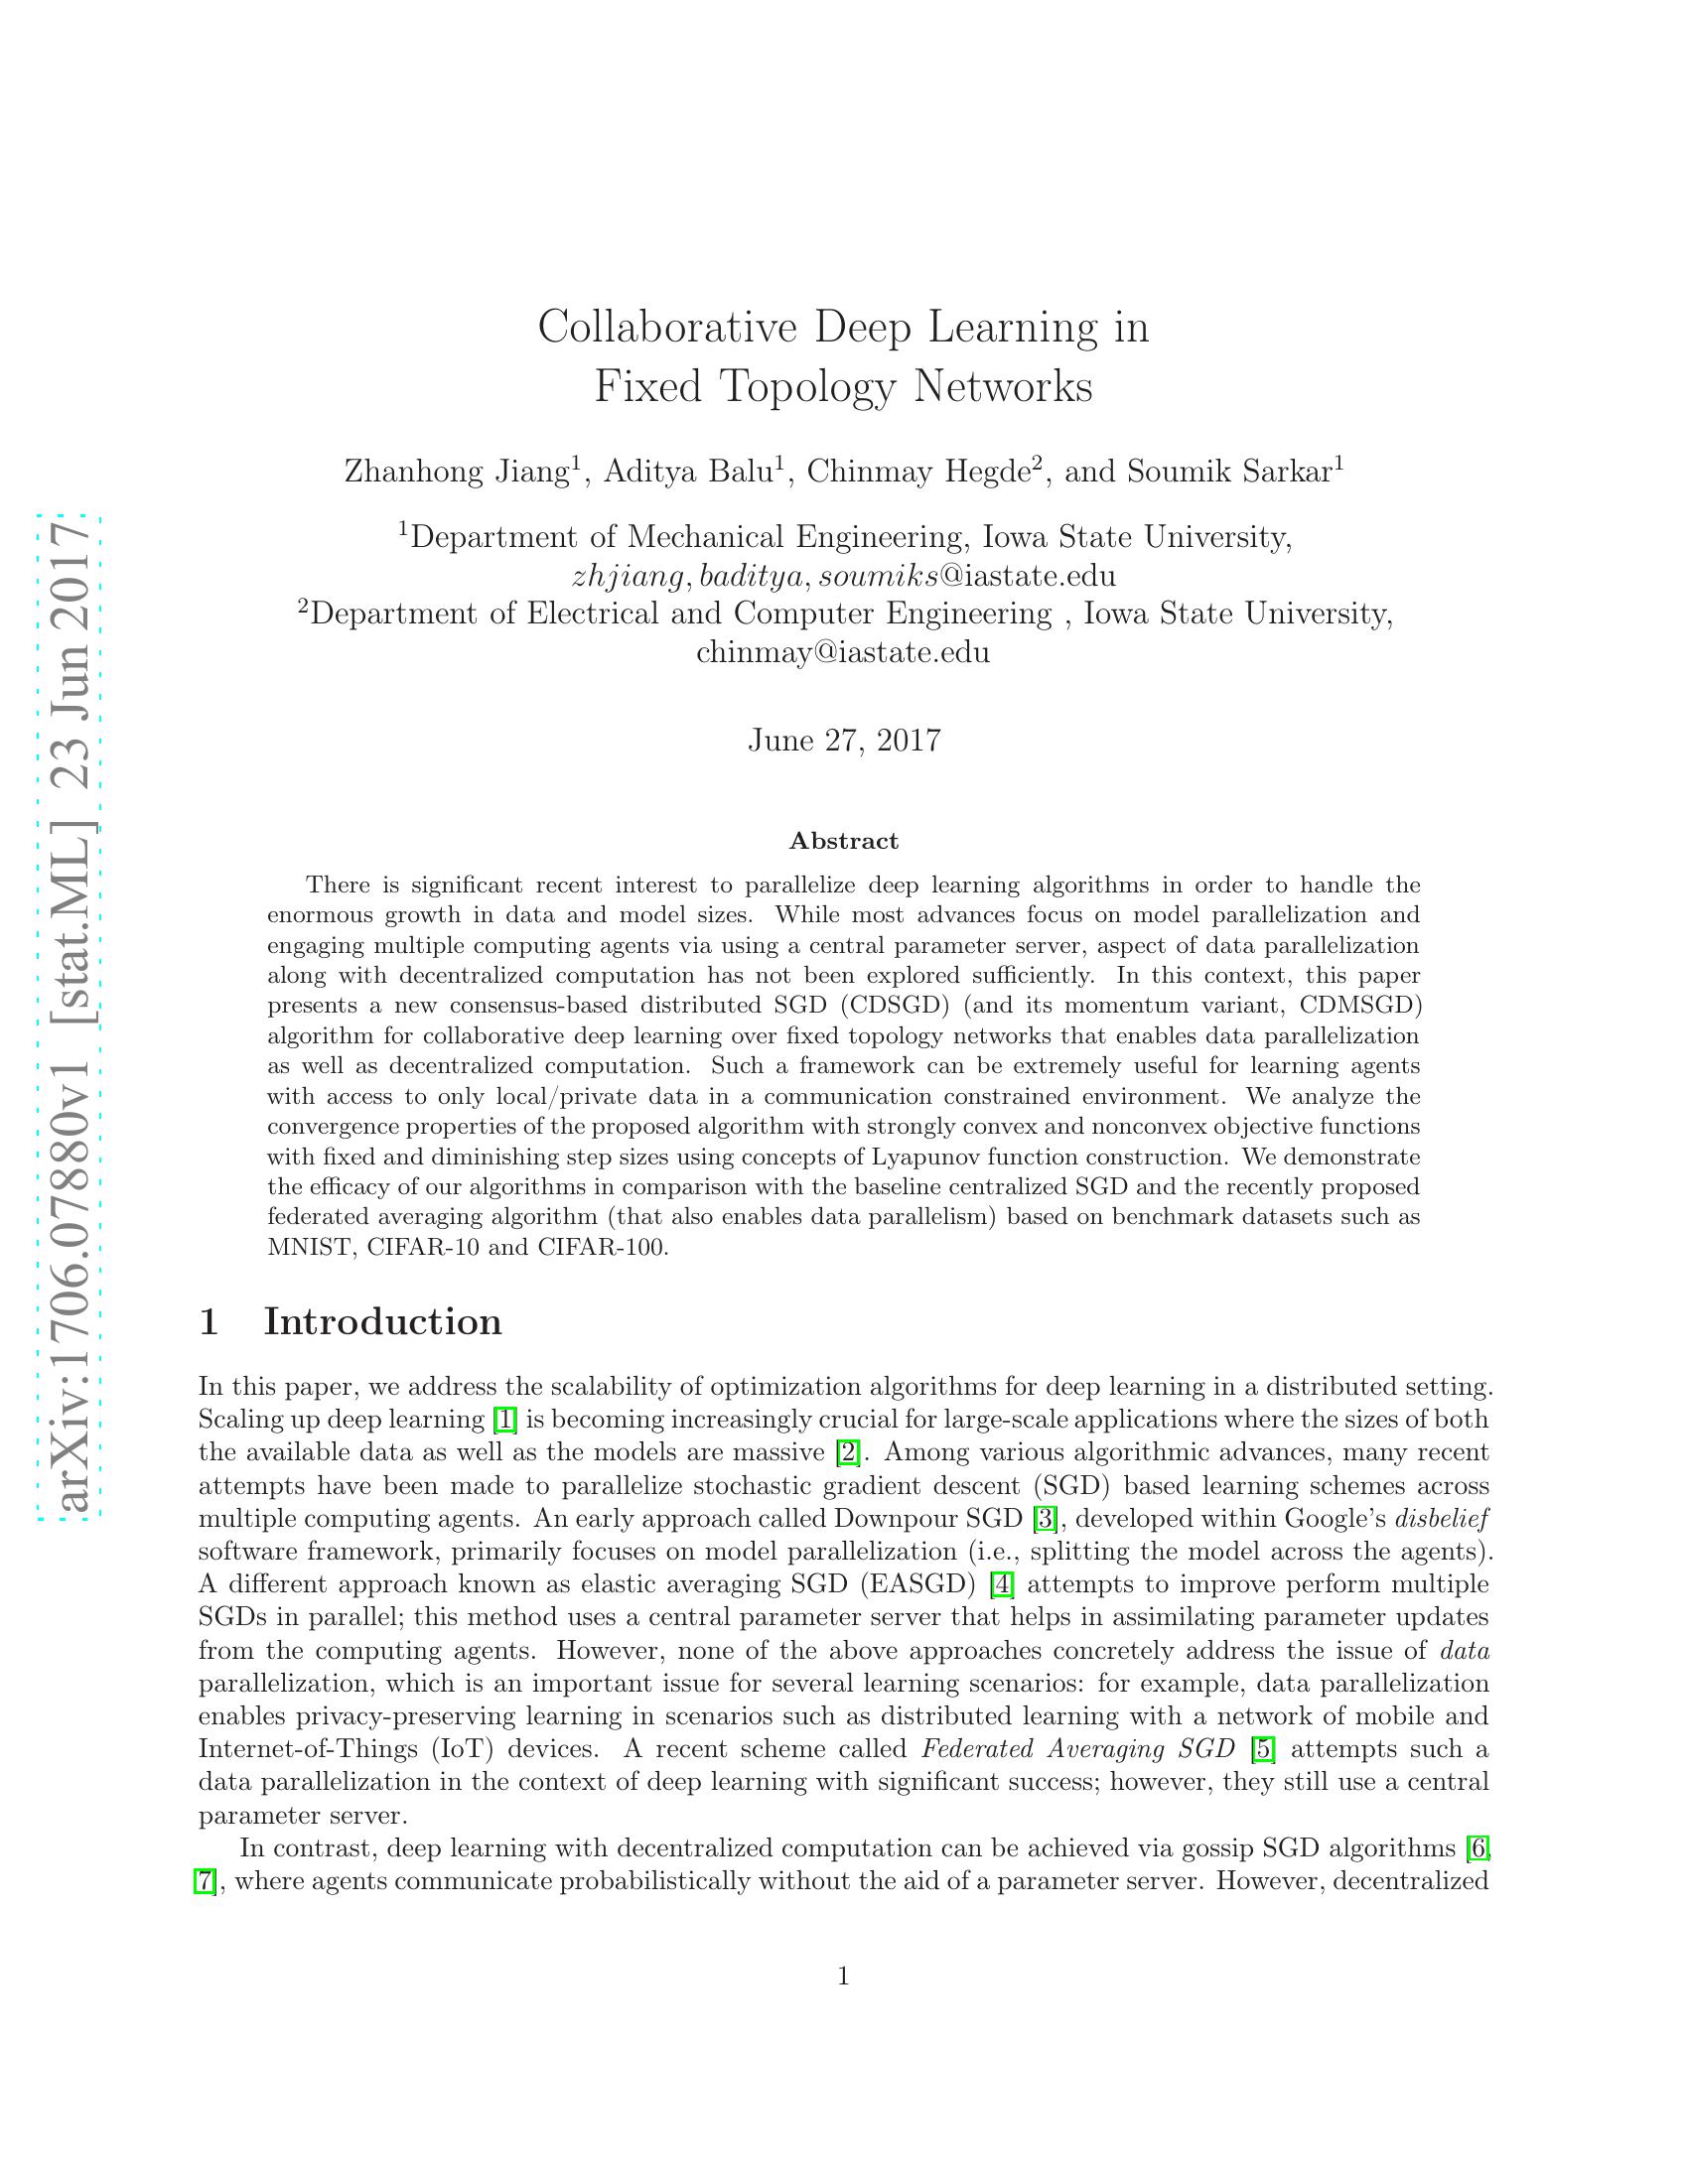 Collaborative Deep Learning in
Fixed Topology Networks
Zhanhong Jiang1, Aditya Balu1, Chinmay Hegde2, and Soumik Sarkar1
1Department of Mechanical Engineering, Iowa State University,
zhjiang, baditya, soumiks@iastate.edu
2Department of Electrical and Computer Engineering , Iowa State University,
chinmay@iastate.edu
June 27, 2017
arXiv:1706.07880v1 [stat.ML] 23 Jun 2017
Abstract
There is significant recent interest to parallelize deep learning algorithms in order to handle the
enormous growth in data and model sizes. While most advances focus on model parallelization and
engaging multiple computing agents via using a central parameter server, aspect of data parallelization
along with decentralized computation has not been explored sufficiently. In this context, this paper
presents a new consensus-based distributed SGD (CDSGD) (and its momentum variant, CDMSGD)
algorithm for collaborative deep learning over fixed topology networks that enables data parallelization
as well as decentralized computation. Such a framework can be extremely useful for learning agents
with access to only local/private data in a communication constrained environment. We analyze the
convergence properties of the proposed algorithm with strongly convex and nonconvex objective functions
with fixed and diminishing step sizes using concepts of Lyapunov function construction. We demonstrate
the efficacy of our algorithms in comparison with the baseline centralized SGD and the recently proposed
federated averaging algorithm (that also enables data parallelism) based on benchmark datasets such as
MNIST, CIFAR-10 and CIFAR-100.
1 Introduction
In this paper, we address the scalability of optimization algorithms for deep learning in a distributed setting.
Scaling up deep learning [1] is becoming increasingly crucial for large-scale applications where the sizes of both
the available data as well as the models are massive [2]. Among various algorithmic advances, many recent
attempts have been made to parallelize stochastic gradient descent (SGD) based learning schemes across
multiple computing agents. An early approach called Downpour SGD [3], developed within Google's disbelief
software framework, primarily focuses on model parallelization (i.e., splitting the model across the agents).
A different approach known as elastic averaging SGD (EASGD) [4] attempts to improve perform multiple
SGDs in parallel; this method uses a central parameter server that helps in assimilating parameter updates
from the computing agents. However, none of the above approaches concretely address the issue of data
parallelization, which is an important issue for several learning scenarios: for example, data parallelization
enables privacy-preserving learning in scenarios such as distributed learning with a network of mobile and
Internet-of-Things (IoT) devices. A recent scheme called Federated Averaging SGD [5] attempts such a
data parallelization in the context of deep learning with significant success; however, they still use a central
parameter server.
In contrast, deep learning with decentralized computation can be achieved via gossip SGD algorithms [6,
7], where agents communicate probabilistically without the aid of a parameter server. However, decentralized
1